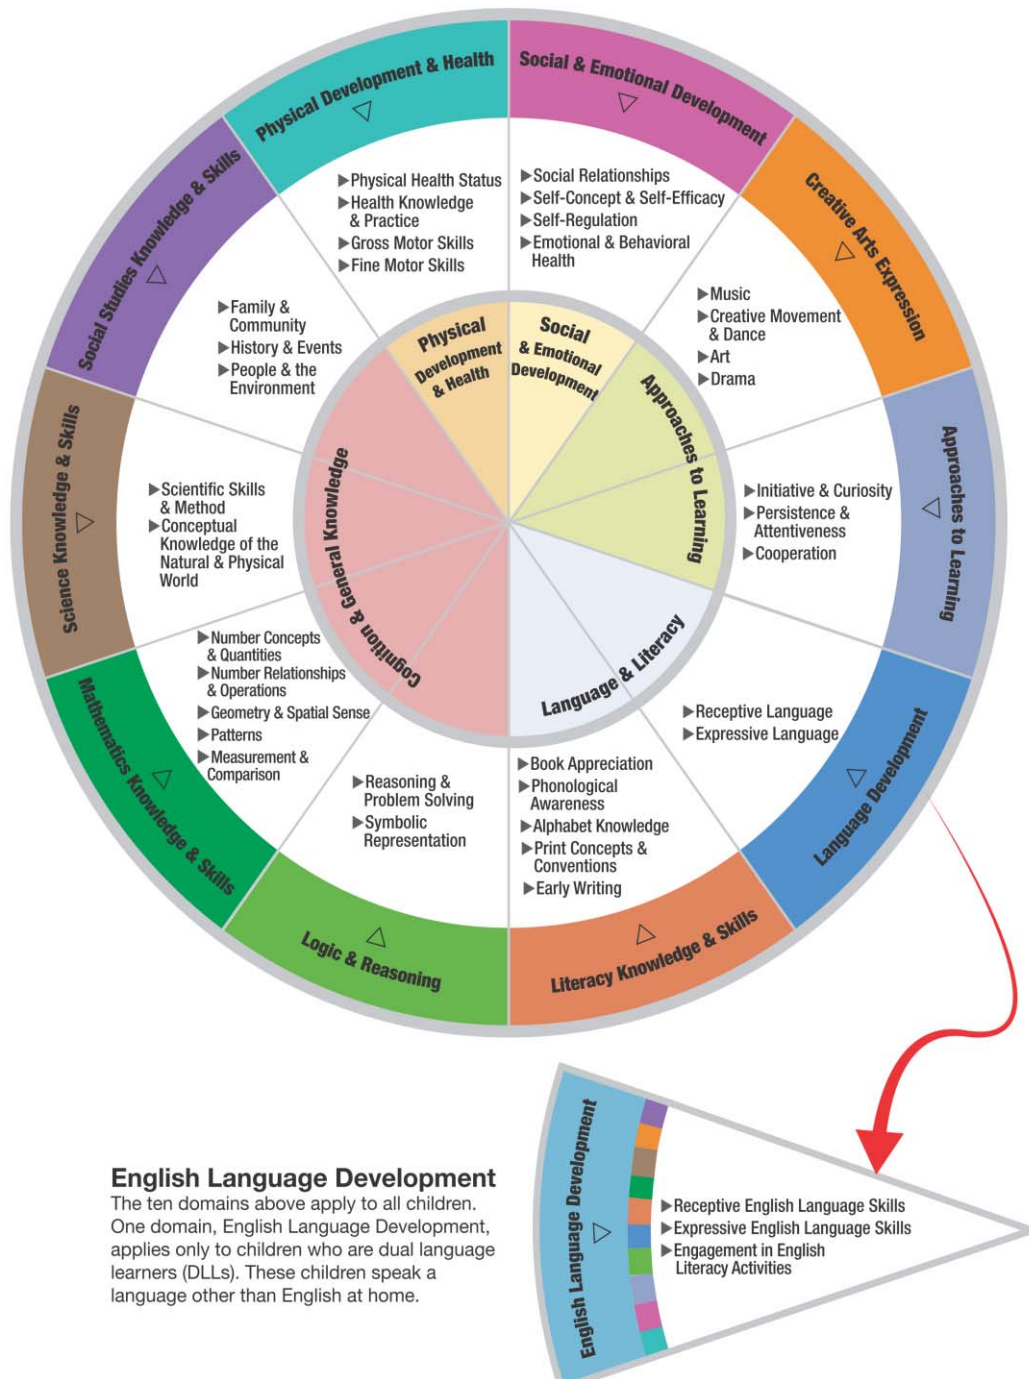 Physical Development & Health
▶Physical Health Status
▶Health Knowledge
& Practice
▶Gross Motor Skills
▶Fine Motor Skills
Social & Emotional Development
▶Social Relationships
▶Self-Concept & Self-Efficacy
▶Self-Regulation
▶Emotional & Behavioral
Health
Creative Arts Expression
▶Music
▶Creative Movement
& Dance
▶Art
▶Drama
Approaches to Learning
▶Initiative & Curiosity
▶Persistence &
Attentiveness
▶Cooperation
Language Development
▶Receptive Language
▶Expressive Language
Literacy Knowledge & Skills
▶Book Appreciation
▶Phonological
Awareness
▶Alphabet Knowledge
▶Print Concepts &
Conventions
▶Early Writing
Logic & Reasoning
▶Reasoning &
Problem Solving
▶Symbolic
Representation
Mathematics Knowledge & Skills
▶Number Concepts
& Quantities
▶Number Relationships
& Operations
▶Geometry & Spatial Sense
▶Patterns
▶Measurement &
Comparison
Science Knowledge & Skills
▶Scientific Skills
& Method
▶Conceptual
Knowledge of the
Natural & Physical
World
Social Studies Knowledge & Skills
▶Family &
Community
▶History & Events
▶People & the
Environment
Physical
Development
& Health
Social
& Emotional
Development
Approaches to Learning
Language & Literacy
Cognition & General Knowledge
English Language Development
The ten domains above apply to all children.
One domain, English Language Development,
applies only to children who are dual language
learners (DLLs). These children speak a
language other than English at home.
English Language Development
▶Receptive English Language Skills
▶Expressive English Language Skills
▶Engagement in English
Literacy Activities